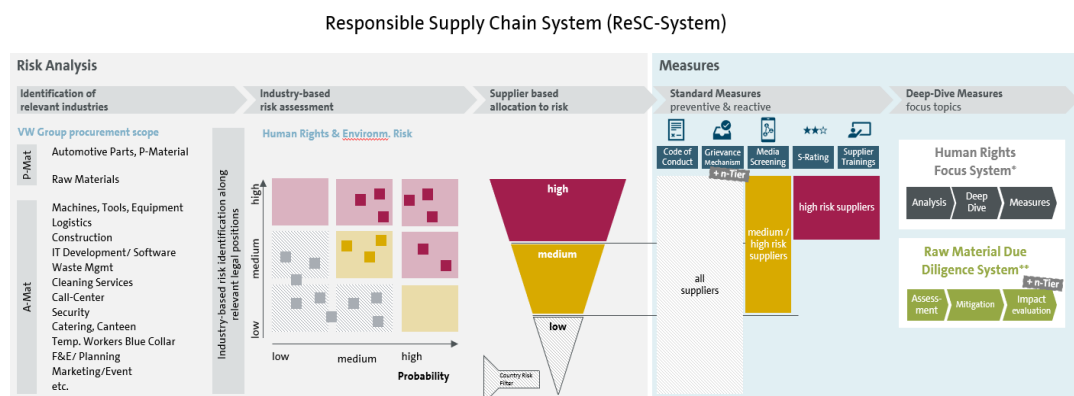 Responsible Supply Chain System (ReSC-System)
Risk Analysis
Identification of
relevant industries
Industry-based
risk assessment
Supplier based
allocation to risk
VW Group procurement scope
P-Mat
Automotive Parts, P-Material
Raw Materials
A-Mat
Machines, Tools, Equipment
Logistics
Construction
IT Development/ Software
Waste Mgmt
Cleaning Services
Call-Center
Security
Catering, Canteen
Temp. Workers Blue Collar
F&E/ Planning
Marketing/Event
etc.
Industry-based risk identification along
relevant legal positions
Human Rights & Environm. Risk
high
medium
low
low
medium
high
Probability
high
medium
low
Country Risk
Filter
Measures
Standard Measures
preventive & reactive
Deep-Dive Measures
focus topics
Code of
Conduct
Grievance
Mechanism
+ n-Tier
Media
Screening
S-Rating
Supplier
Trainings
all
suppliers
medium /
high risk
suppliers
high risk suppliers
Human Rights
Focus System*
Analysis
Deep
Dive
Measures
Raw Material Due
Diligence System**
+ n-Tier
Assess-
ment
Mitigation
Impact
evaluation